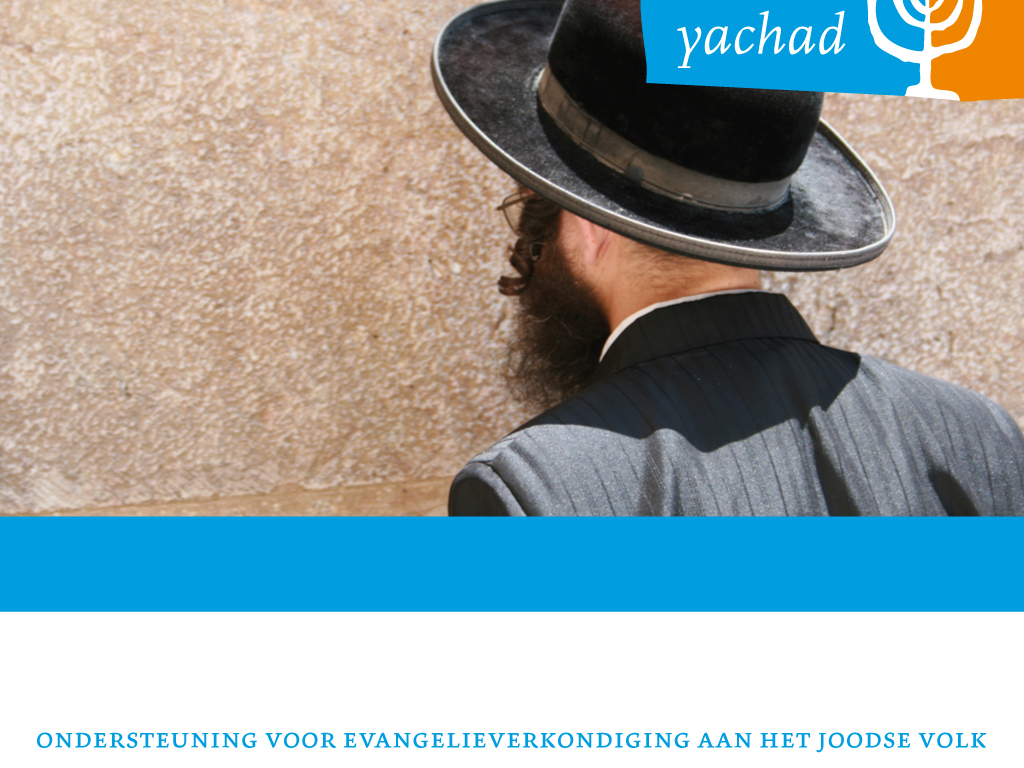 yachad
ONDERSTEUNING VOOR EVANGELIEVERKONDIGING AAN HET JOODSE VOLK